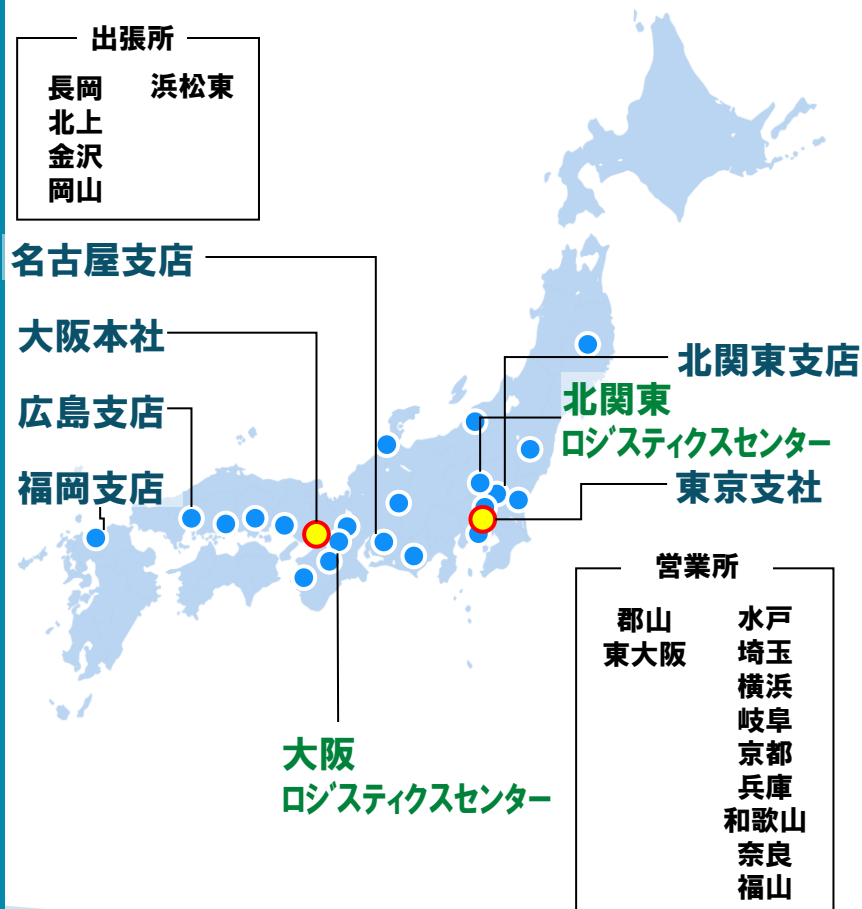 出張所
長岡 浜松東
北上
金沢
岡山
名古屋支店
大阪本社
広島支店
福岡支店
北関東支店
北関東
ロジスティクスセンター
東京支社
大阪
ロジスティクスセンター
営業所
郡山 水戸
東大阪 埼玉
横浜
岐阜
京都
兵庫
和歌山
奈良
福山